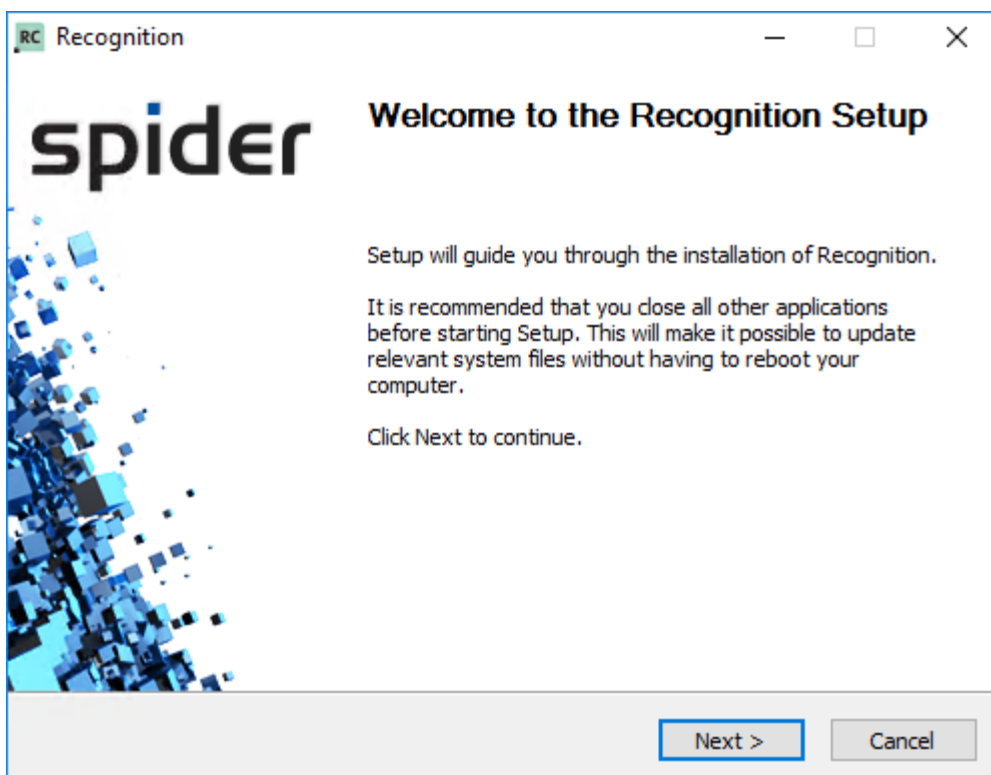 RC Recognition
spider
Welcome to the Recognition Setup
Setup will guide you through the installation of Recognition.
It is recommended that you close all other applications
before starting Setup. This will make it possible to update
relevant system files without having to reboot your
computer.
Click Next to continue.
Next > Cancel